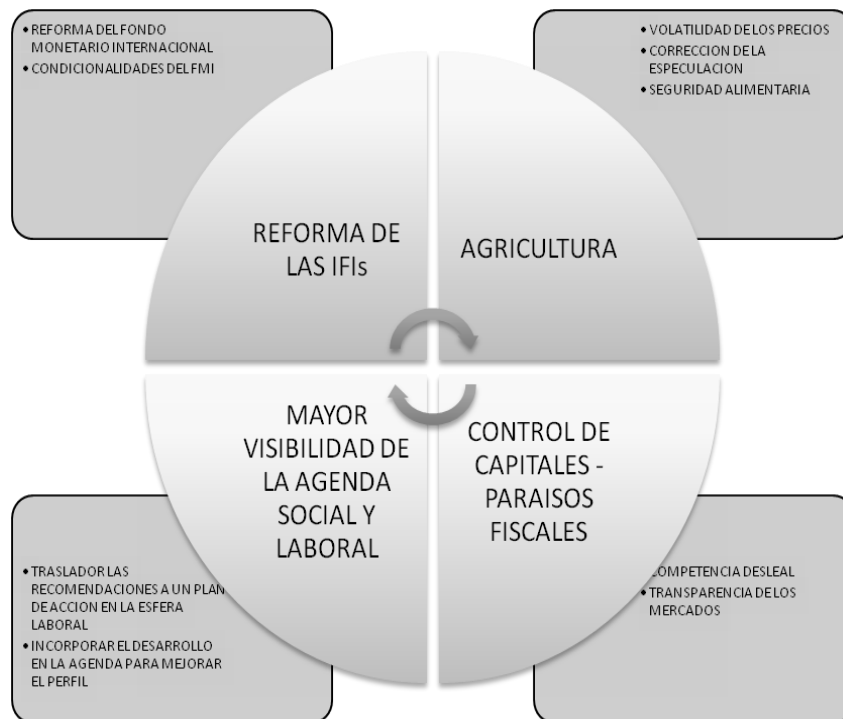 • REFORMA DEL FONDO
MONETARIO INTERNACIONAL
• CONDICIONALIDADES DEL FMI
• VOLATILIDAD DE LOS PRECIOS
• CORRECCION DE LA
ESPECULACION
• SEGURIDAD ALIMENTARIA
REFORMA DE
LAS IFIs
AGRICULTURA
MAYOR
VISIBILIDAD DE
LA AGENDA
SOCIAL Y
LABORAL
CONTROL DE
CAPITALES -
PARAISOS
FISCALES
• TRASLADOR LAS
RECOMENDACIONES A UN PLAN
DE ACCION EN LA ESFERA
LABORAL
• INCORPORAR EL DESARROLLO
EN LA AGENDA PARA MEJORAR
EL PERFIL
COMPETENCIA DESLEAL
• TRANSPARENCIA DE LOS
MERCADOS